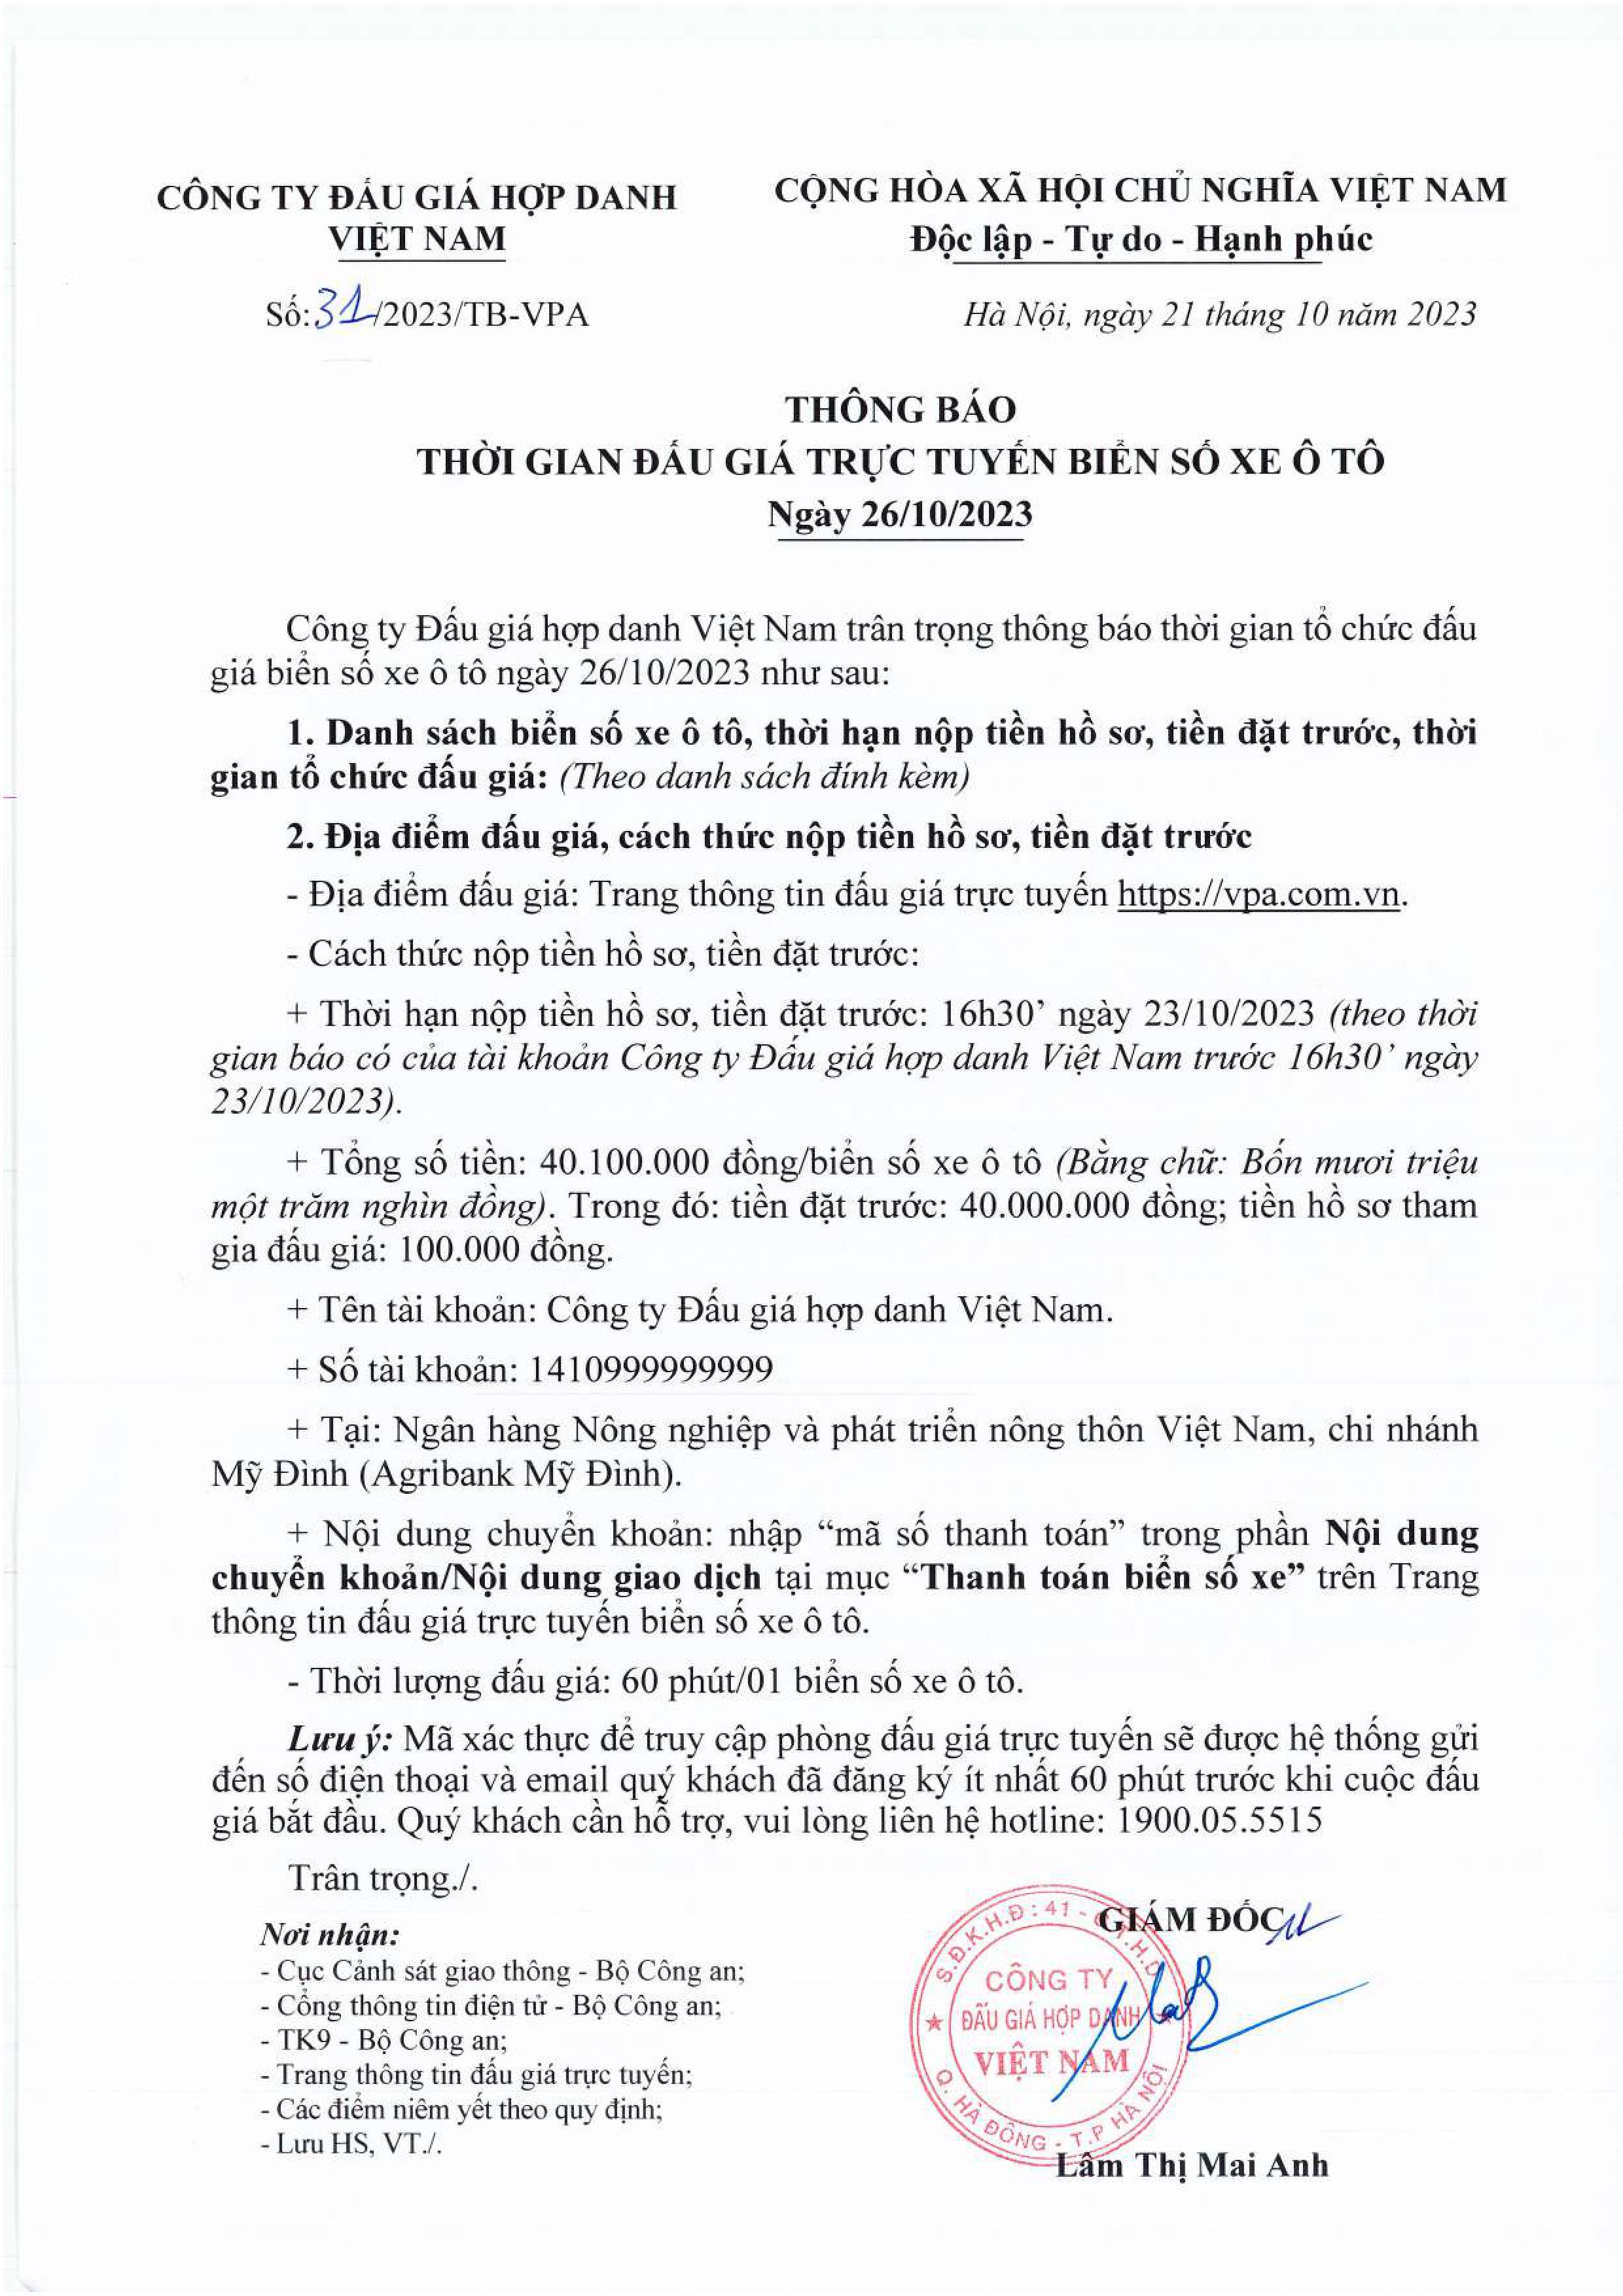 CÔNG TY ĐẤU GIÁ HỢP DANH
VIỆT NAM
Số: 31/2023/TB-VPA
CỘNG HÒA XÃ HỘI CHỦ NGHĨA VIỆT NAM
Độc lập - Tự do - Hạnh phúc
Hà Nội, ngày 21 tháng 10 năm 2023
THÔNG BÁO
THỜI GIAN ĐẤU GIÁ TRỰC TUYẾN BIỂN SỐ XE Ô TÔ
Ngày 26/10/2023
Công ty Đấu giá hợp danh Việt Nam trân trọng thông báo thời gian tổ chức đấu
giá biển số xe ô tô ngày 26/10/2023 như sau:
1. Danh sách biển số xe ô tô, thời hạn nộp tiền hồ sơ, tiền đặt trước, thời
gian tổ chức đấu giá: (Theo danh sách đính kèm)
2. Địa điểm đấu giá, cách thức nộp tiền hồ sơ, tiền đặt trước
- Địa điểm đấu giá: Trang thông tin đấu giá trực tuyến https://vpa.com.vn.
- Cách thức nộp tiền hồ sơ, tiền đặt trước:
+ Thời hạn nộp tiền hồ sơ, tiền đặt trước: 16h30’ ngày 23/10/2023 (theo thời
gian báo có của tài khoản Công ty Đấu giá hợp danh Việt Nam trước 16h30’ ngày
23/10/2023).
+ Tổng số tiền: 40.100.000 đồng/biển số xe ô tô (Bằng chữ: Bốn mươi triệu
một trăm nghìn đồng). Trong đó: tiền đặt trước: 40.000.000 đồng; tiền hồ sơ tham
gia đấu giá: 100.000 đồng.
+ Tên tài khoản: Công ty Đấu giá hợp danh Việt Nam.
+ Số tài khoản: 1410999999999
+ Tại: Ngân hàng Nông nghiệp và phát triển nông thôn Việt Nam, chi nhánh
Mỹ Đình (Agribank Mỹ Đình).
+ Nội dung chuyển khoản: nhập “mã số thanh toán” trong phần Nội dung
chuyển khoản/Nội dung giao dịch tại mục “Thanh toán biển số xe” trên Trang
thông tin đấu giá trực tuyến biển số xe ô tô.
- Thời lượng đấu giá: 60 phút/01 biển số xe ô tô.
Lưu ý: Mã xác thực để truy cập phòng đấu giá trực tuyến sẽ được hệ thống gửi
đến số điện thoại và email quý khách đã đăng ký ít nhất 60 phút trước khi cuộc đấu
giá bắt đầu. Quý khách cần hỗ trợ, vui lòng liên hệ hotline: 1900.05.5515
Trân trọng./.
Nơi nhận:
- Cục Cảnh sát giao thông - Bộ Công an;
- Cổng thông tin điện tử - Bộ Công an;
- TK9 - Bộ Công an;
- Trang thông tin đấu giá trực tuyến;
- Các điểm niêm yết theo quy định;
- Lưu HS, VT./.
GIÁM ĐỐC
S.Đ.K.H.Đ: 41 - C.T.H.D
CÔNG TY
ĐẤU GIÁ HỢP DANH
VIỆT NAM
Q. HÀ ĐÔNG - T.P HÀ NỘI
Lâm Thị Mai Anh